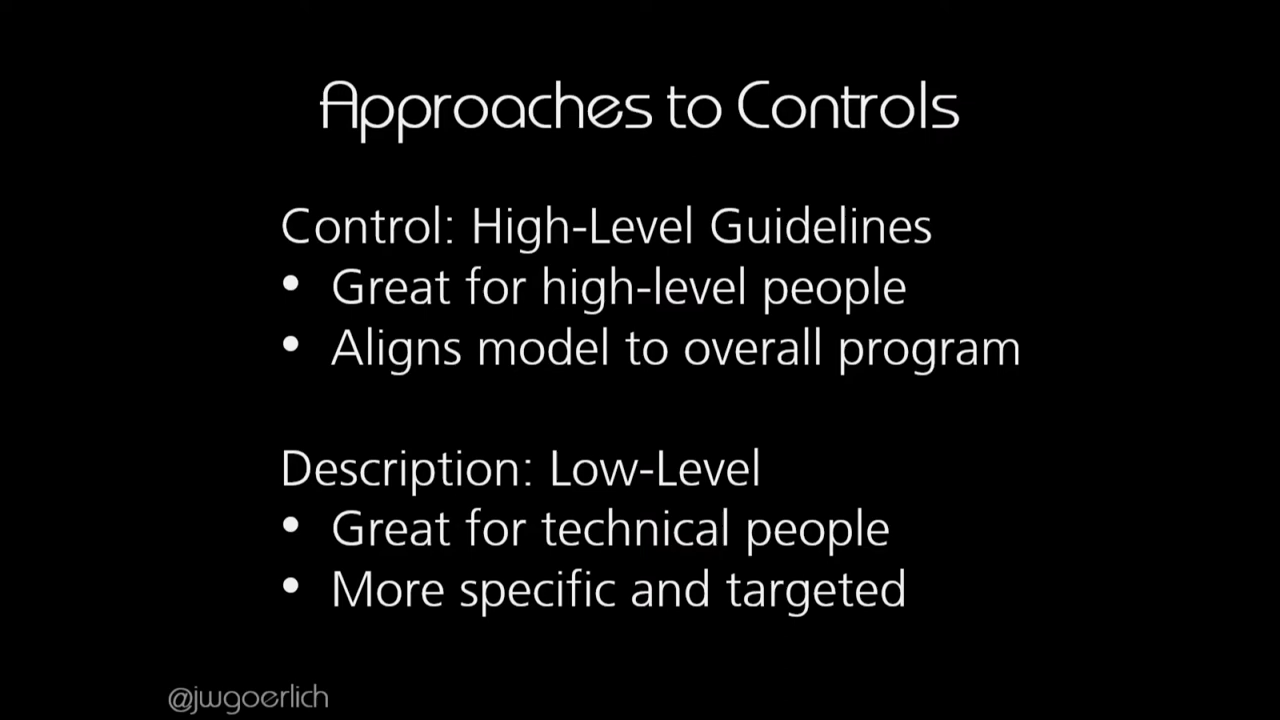 Approaches to Controls
Control: High-Level Guidelines
• Great for high-level people
• Aligns model to overall program
Description: Low-Level
• Great for technical people
• More specific and targeted
@jwgoerlich